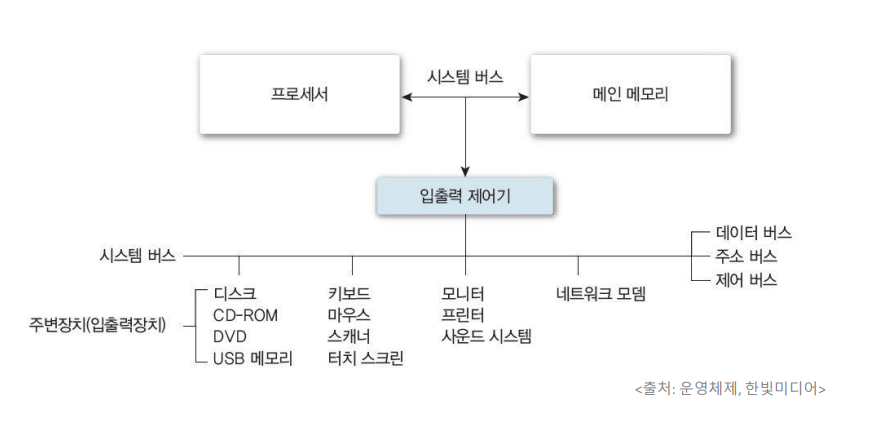 시스템 버스
프로세서
메인 메모리
입출력 제어기
시스템 버스
데이터 버스
주소 버스
제어 버스
주변장치(입출력장치)
디스크
CD-ROM
DVD
USB 메모리
키보드
마우스
스캐너
터치 스크린
모니터
프린터
사운드 시스템
네트워크 모뎀
<출처: 운영체제, 한빛미디어>